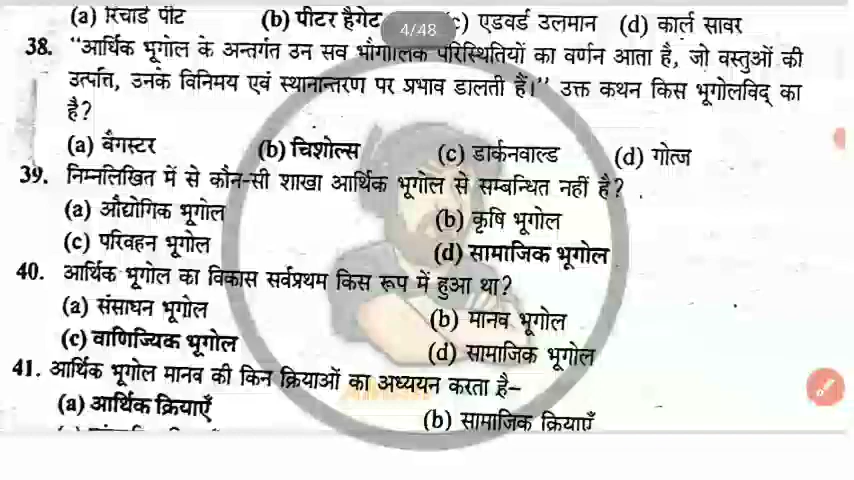 (a) रिचार्ड पीट (b) पीटर हैगेट (c) एडवर्ड उलमान (d) कार्ल सावर
4/48
38. “आर्थिक भूगोल के अन्तर्गत उन सव भौगोलिक परिस्थितियों का वर्णन आता है, जो वस्तुओं की
उत्पत्ति, उनके विनिमय एवं स्थानान्तरण पर प्रभाव डालती हैं।” उक्त कथन किस भूगोलविद् का
है?
(a) बैंगस्टर (b) चिशोल्स (c) डार्कनवाल्ड (d) गोत्ज
39. निम्नलिखित में से कौन-सी शाखा आर्थिक भूगोल से सम्बन्धित नहीं है?
(a) औद्योगिक भूगोल (b) कृषि भूगोल
(c) परिवहन भूगोल (d) सामाजिक भूगोल
40. आर्थिक भूगोल का विकास सर्वप्रथम किस रूप में हुआ था?
(a) संसाधन भूगोल (b) मानव भूगोल
(c) वाणिज्यिक भूगोल (d) सामाजिक भूगोल
41. आर्थिक भूगोल मानव की किन क्रियाओं का अध्ययन करता है–
(a) आर्थिक क्रियाएँ (b) सामाजिक क्रियाएँ